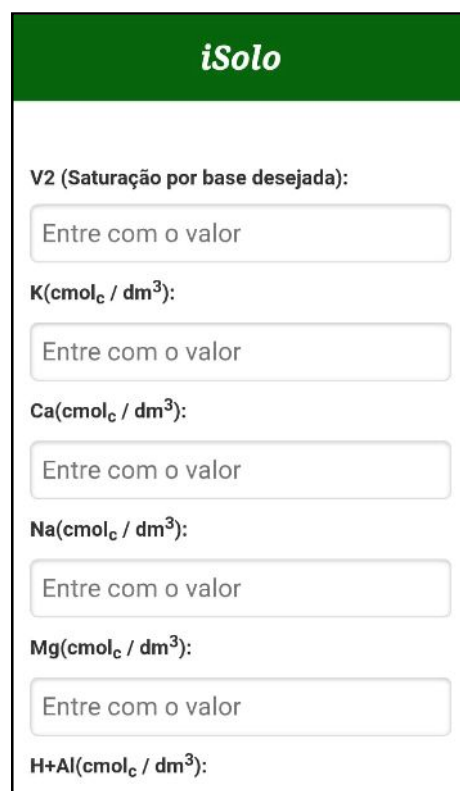 iSolo
V2 (Saturação por base desejada):
Entre com o valor
K(cmolc / dm³):
Entre com o valor
Ca(cmolc / dm³):
Entre com o valor
Na(cmolc / dm³):
Entre com o valor
Mg(cmolc / dm³):
Entre com o valor
H+Al(cmolc / dm³):